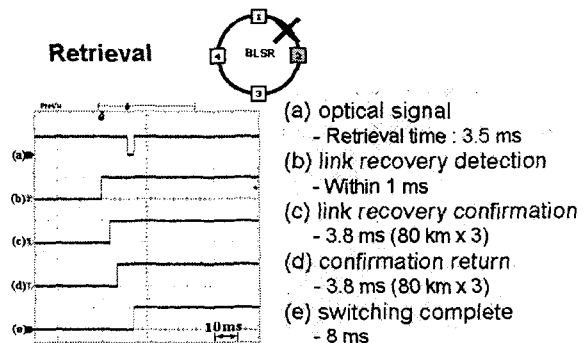 Retrieval
1
BLSR
2
3
4
(a)
(b)
(c)
(d)
(e)
10ms
(a) optical signal
- Retrieval time : 3.5 ms
(b) link recovery detection
- Within 1 ms
(c) link recovery confirmation
- 3.8 ms (80 km x 3)
(d) confirmation return
- 3.8 ms (80 km x 3)
(e) switching complete
- 8 ms